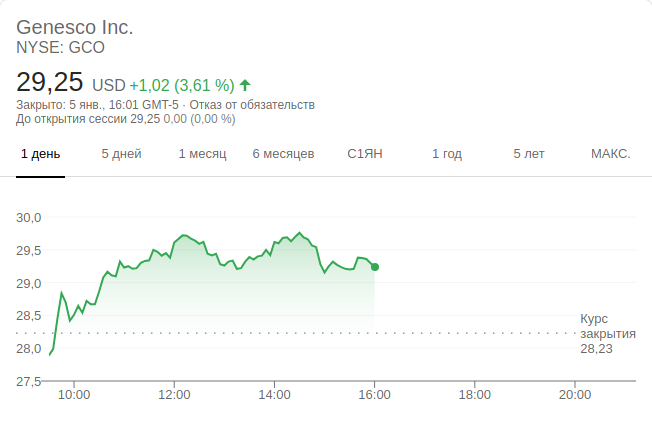 Genesco Inc.
NYSE: GCO
29,25 USD +1,02 (3,61 %)
Закрыто: 5 янв., 16:01 GMT-5 · Отказ от обязательств
До открытия сессии 29,25 0,00 (0,00 %)
1 день 5 дней 1 месяц 6 месяцев С1ЯН 1 год 5 лет МАКС.
30,0
29,5
29,0
28,5
28,0
27,5
Курс
закрытия
28,23
10:00 12:00 14:00 16:00 18:00 20:00